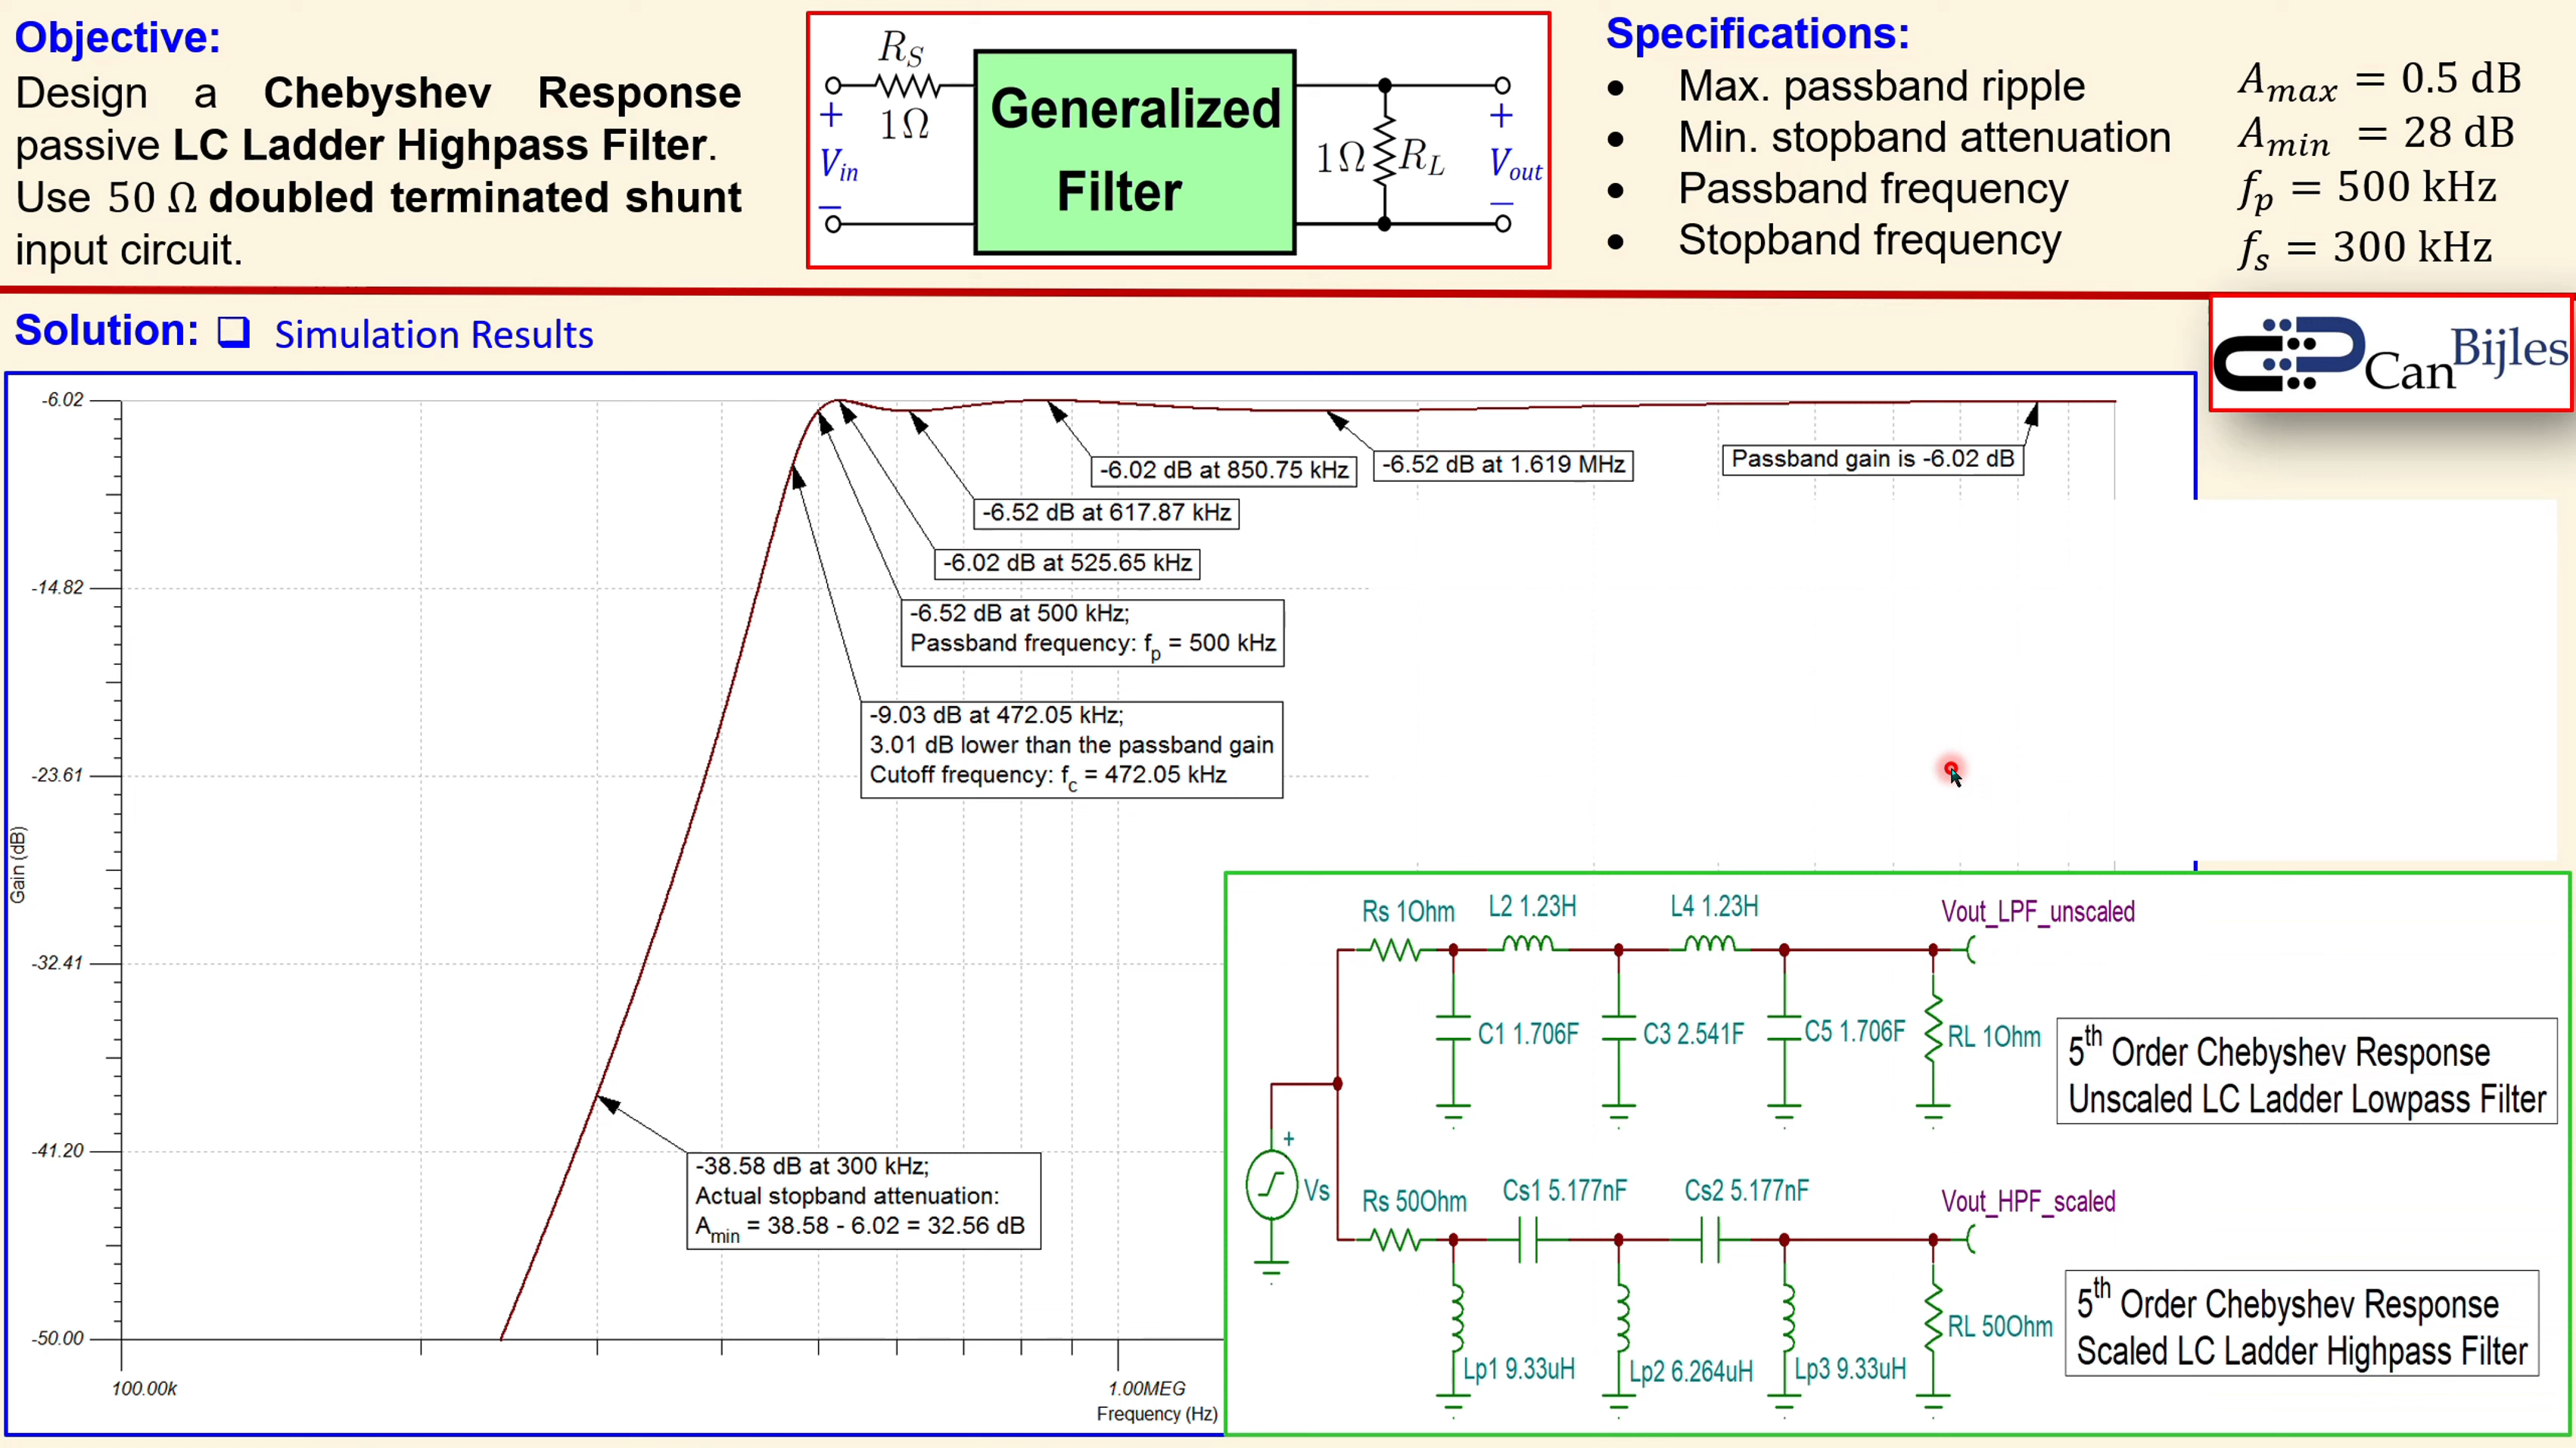 Objective:
Design a Chebyshev Response
passive LC Ladder Highpass Filter.
Use 50 Ω doubled terminated shunt
input circuit.
R_S
1Ω
+
V_in
−
Generalized
Filter
1Ω
R_L
+
V_out
−
Specifications:
• Max. passband ripple A_max = 0.5 dB
• Min. stopband attenuation A_min = 28 dB
• Passband frequency f_p = 500 kHz
• Stopband frequency f_s = 300 kHz
Solution: ❑ Simulation Results
Can Bijles
-6.02
-14.82
-23.61
-32.41
-41.20
-50.00
Gain (dB)
100.00k
1.00MEG
Frequency (Hz)
-6.02 dB at 850.75 kHz
-6.52 dB at 1.619 MHz
Passband gain is -6.02 dB
-6.52 dB at 617.87 kHz
-6.02 dB at 525.65 kHz
-6.52 dB at 500 kHz;
Passband frequency: f_p = 500 kHz
-9.03 dB at 472.05 kHz;
3.01 dB lower than the passband gain
Cutoff frequency: f_c = 472.05 kHz
-38.58 dB at 300 kHz;
Actual stopband attenuation:
A_min = 38.58 - 6.02 = 32.56 dB
Rs 1Ohm
L2 1.23H
L4 1.23H
Vout_LPF_unscaled
C1 1.706F
C3 2.541F
C5 1.706F
RL 1Ohm
5th Order Chebyshev Response
Unscaled LC Ladder Lowpass Filter
+
Vs
Rs 50Ohm
Cs1 5.177nF
Cs2 5.177nF
Vout_HPF_scaled
Lp1 9.33uH
Lp2 6.264uH
Lp3 9.33uH
RL 50Ohm
5th Order Chebyshev Response
Scaled LC Ladder Highpass Filter